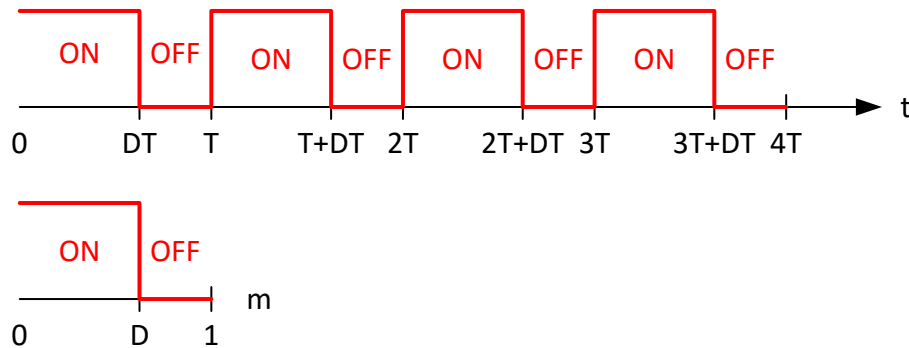 ON OFF ON OFF ON OFF ON OFF
t
0 DT T T+DT 2T 2T+DT 3T 3T+DT 4T
ON OFF
m
0 D 1